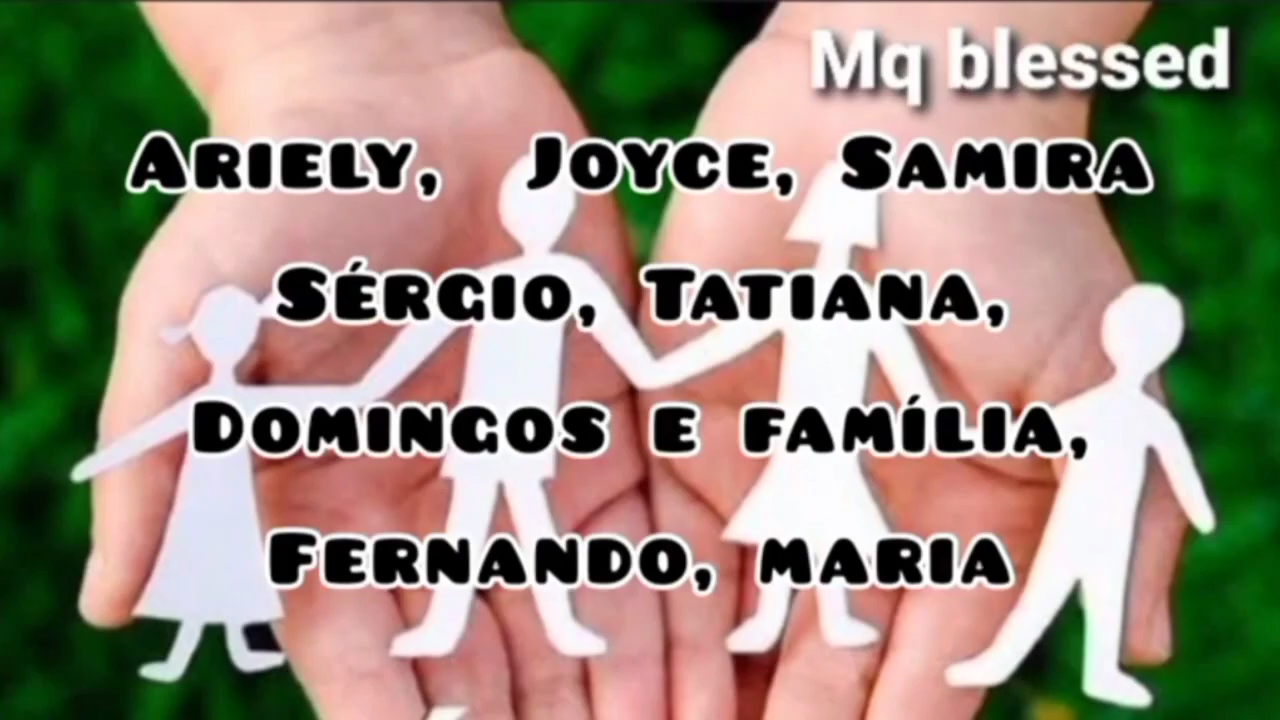 Mq blessed
Ariely, Joyce, Samira
Sérgio, Tatiana,
Domingos e família,
Fernando, maria